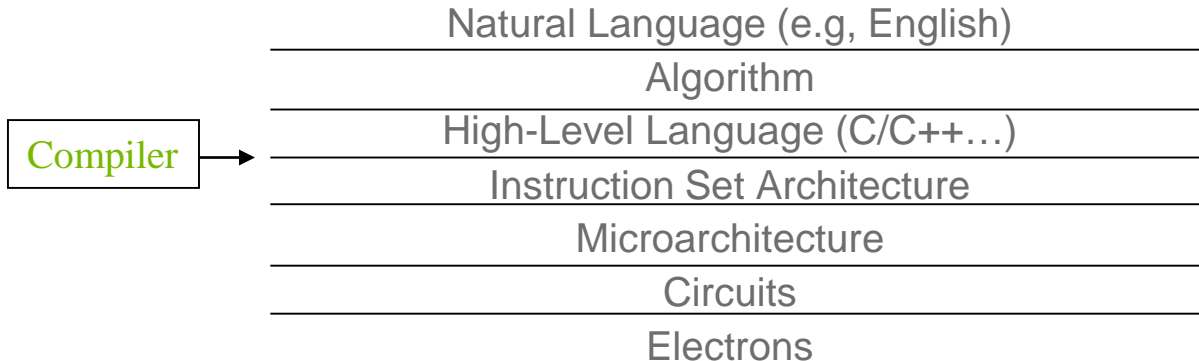 Natural Language (e.g, English)
Algorithm
High-Level Language (C/C++…)
Compiler
Instruction Set Architecture
Microarchitecture
Circuits
Electrons